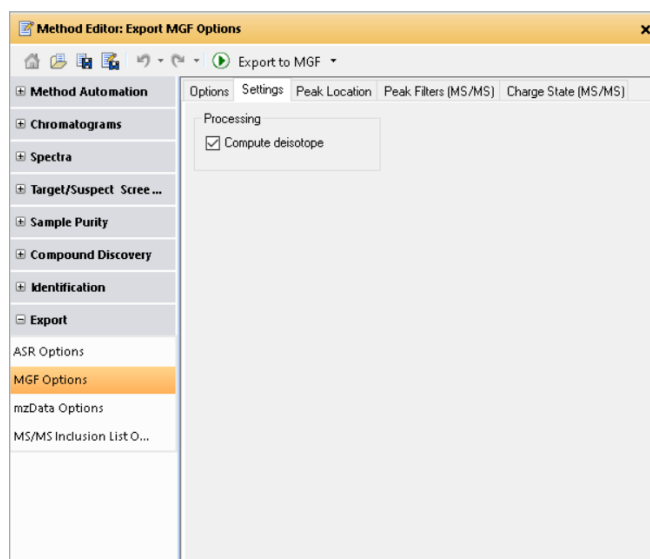 Method Editor: Export MGF Options
Export to MGF
Method Automation
Options Settings Peak Location Peak Filters (MS/MS) Charge State (MS/MS)
Processing
Compute deisotope
Chromatograms
Spectra
Target/Suspect Scree...
Sample Purity
Compound Discovery
Identification
Export
ASR Options
MGF Options
mzData Options
MS/MS Inclusion List O...